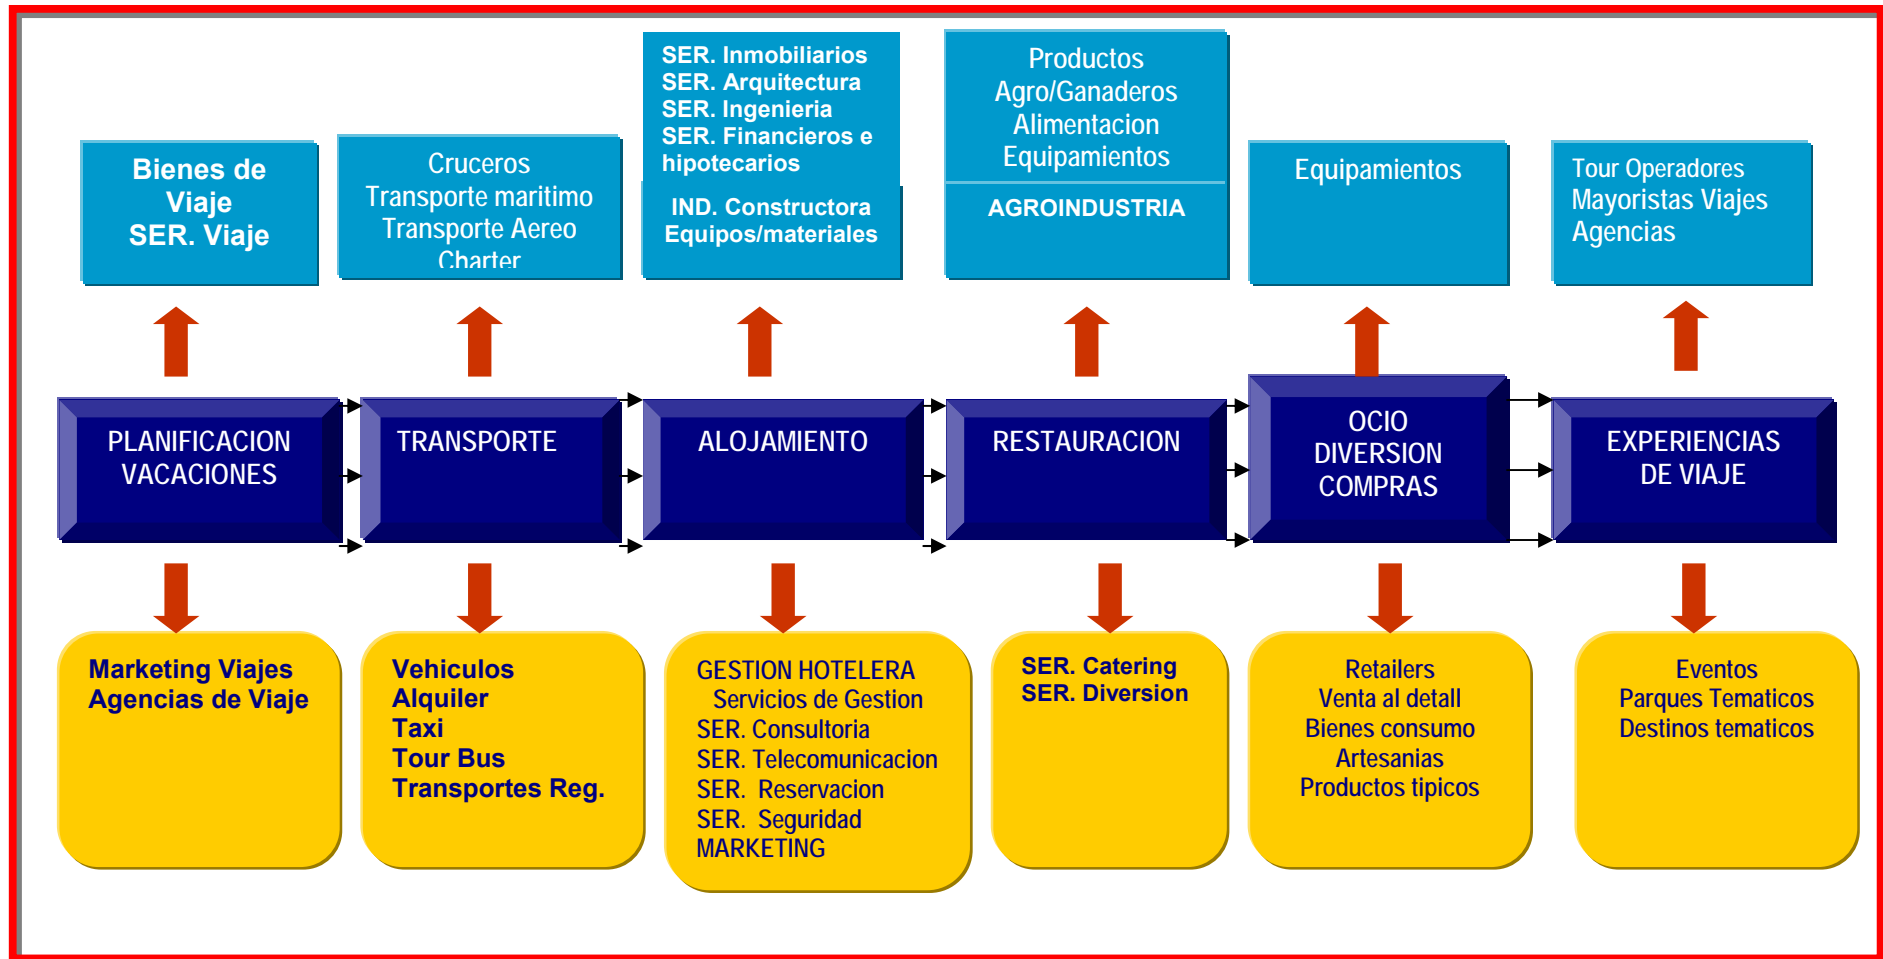 Bienes de
Viaje
SER. Viaje
Cruceros
Transporte maritimo
Transporte Aereo
Charter
SER. Inmobiliarios
SER. Arquitectura
SER. Ingenieria
SER. Financieros e
hipotecarios
IND. Constructora
Equipos/materiales
Productos
Agro/Ganaderos
Alimentacion
Equipamientos
AGROINDUSTRIA
Equipamientos
Tour Operadores
Mayoristas Viajes
Agencias
PLANIFICACION
VACACIONES
TRANSPORTE
ALOJAMIENTO
RESTAURACION
OCIO
DIVERSION
COMPRAS
EXPERIENCIAS
DE VIAJE
Marketing Viajes
Agencias de Viaje
Vehiculos
Alquiler
Taxi
Tour Bus
Transportes Reg.
GESTION HOTELERA
Servicios de Gestion
SER. Consultoria
SER. Telecomunicacion
SER. Reservacion
SER. Seguridad
MARKETING
SER. Catering
SER. Diversion
Retailers
Venta al detall
Bienes consumo
Artesanias
Productos tipicos
Eventos
Parques Tematicos
Destinos tematicos